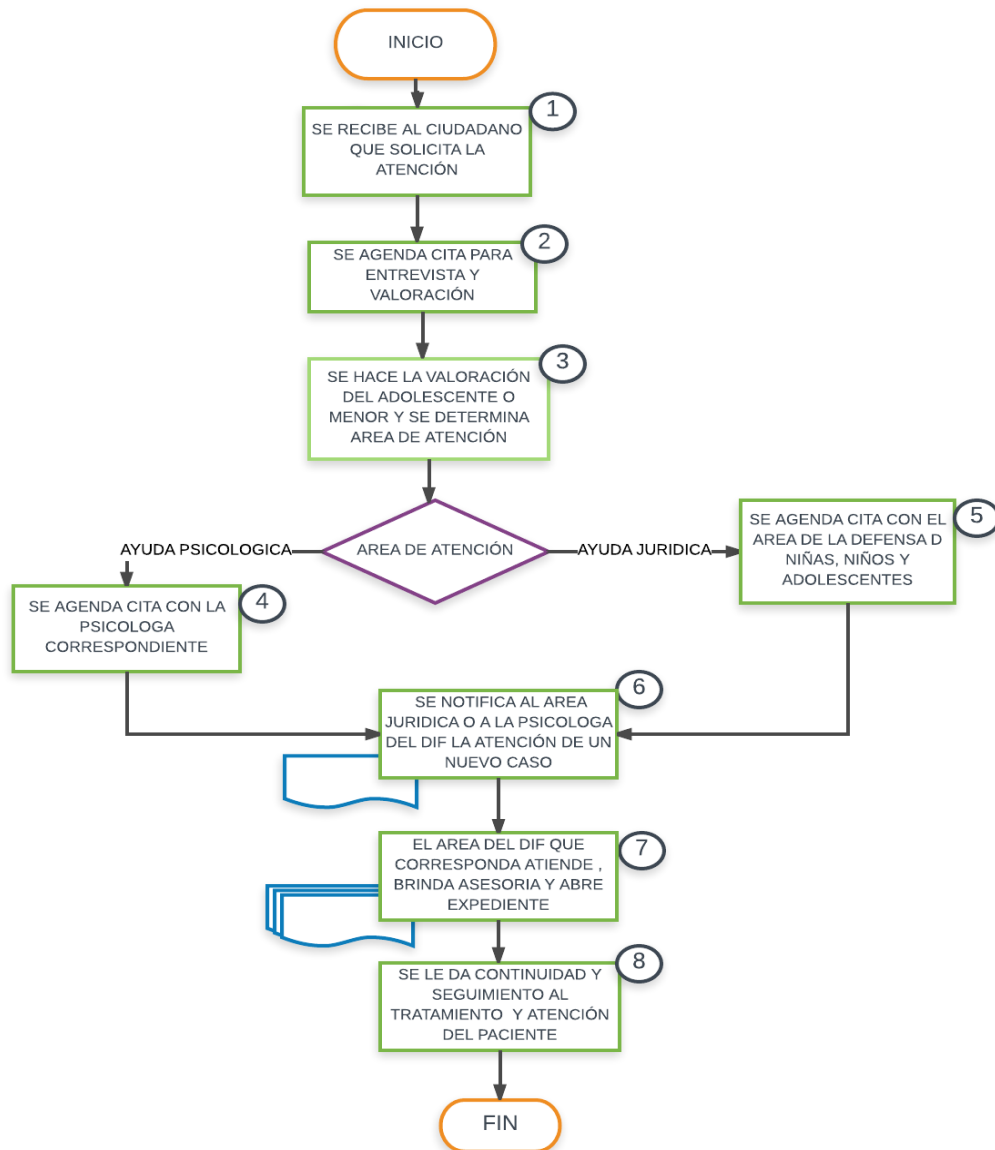 INICIO
1
SE RECIBE AL CIUDADANO
QUE SOLICITA LA
ATENCIÓN
2
SE AGENDA CITA PARA
ENTREVISTA Y
VALORACIÓN
3
SE HACE LA VALORACIÓN
DEL ADOLESCENTE O
MENOR Y SE DETERMINA
AREA DE ATENCIÓN
AREA DE ATENCIÓN
AYUDA PSICOLOGICA
AYUDA JURIDICA
4
SE AGENDA CITA CON LA
PSICOLOGA
CORRESPONDIENTE
5
SE AGENDA CITA CON EL
AREA DE LA DEFENSA D
NIÑAS, NIÑOS Y
ADOLESCENTES
6
SE NOTIFICA AL AREA
JURIDICA O A LA PSICOLOGA
DEL DIF LA ATENCIÓN DE UN
NUEVO CASO
7
EL AREA DEL DIF QUE
CORRESPONDA ATIENDE ,
BRINDA ASESORIA Y ABRE
EXPEDIENTE
8
SE LE DA CONTINUIDAD Y
SEGUIMIENTO AL
TRATAMIENTO Y ATENCIÓN
DEL PACIENTE
FIN